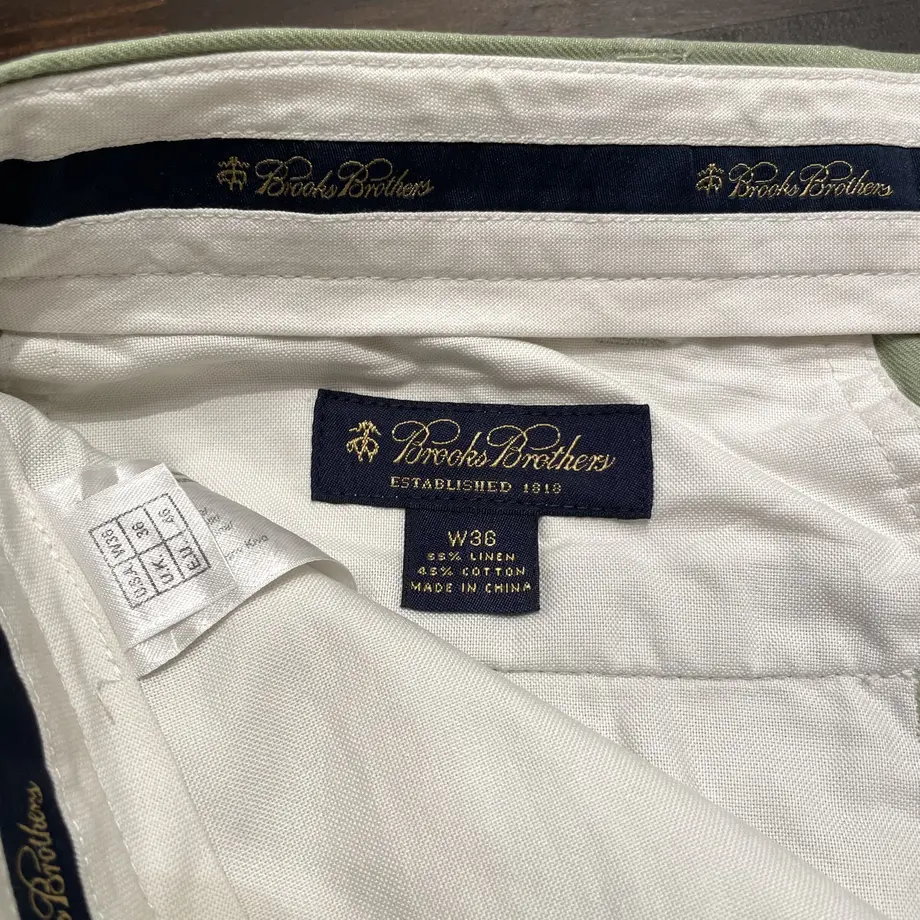 Brooks Brothers
Brooks Brothers
Brooks Brothers
ESTABLISHED 1818
W36
55% LINEN
45% COTTON
MADE IN CHINA
USA W36
U.K. 36
E.U. 46
Brothers